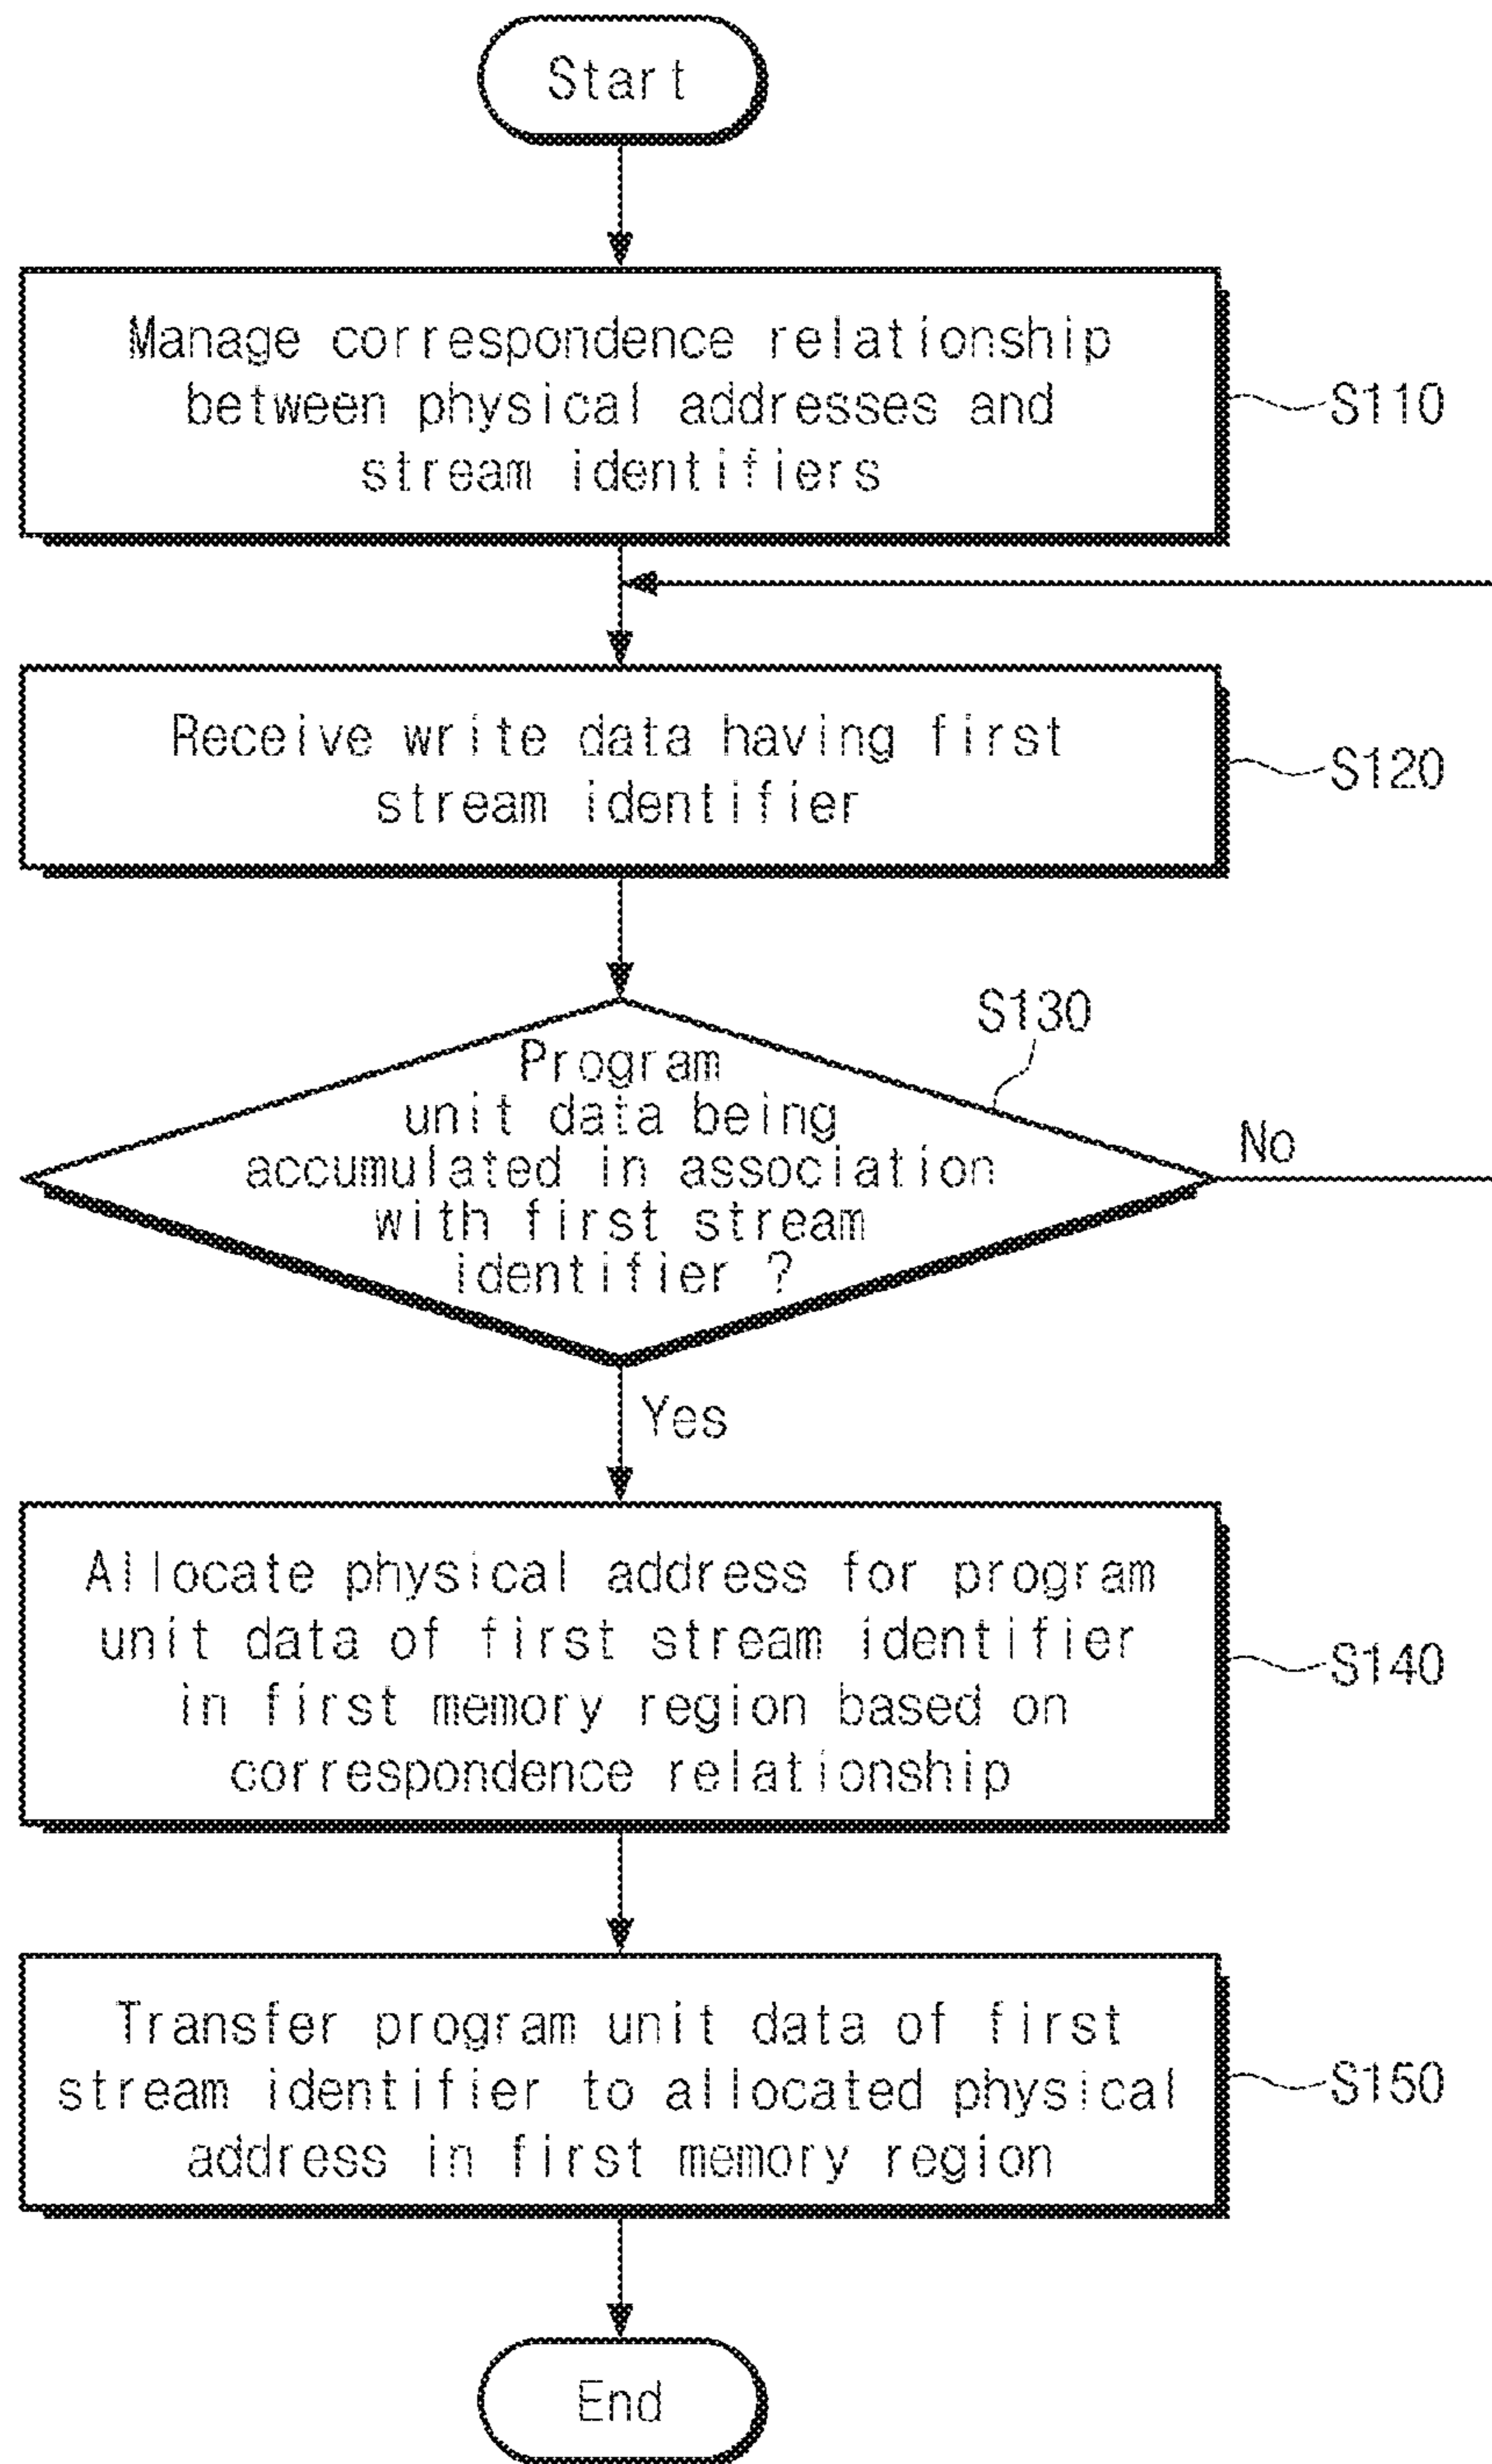 Start
Manage correspondence relationship
between physical addresses and
stream identifiers
S110
Receive write data having first
stream identifier
S120
S130
Program
unit data being
accumulated in association
with first stream
identifier ?
No
Yes
Allocate physical address for program
unit data of first stream identifier
in first memory region based on
correspondence relationship
S140
Transfer program unit data of first
stream identifier to allocated physical
address in first memory region
S150
End